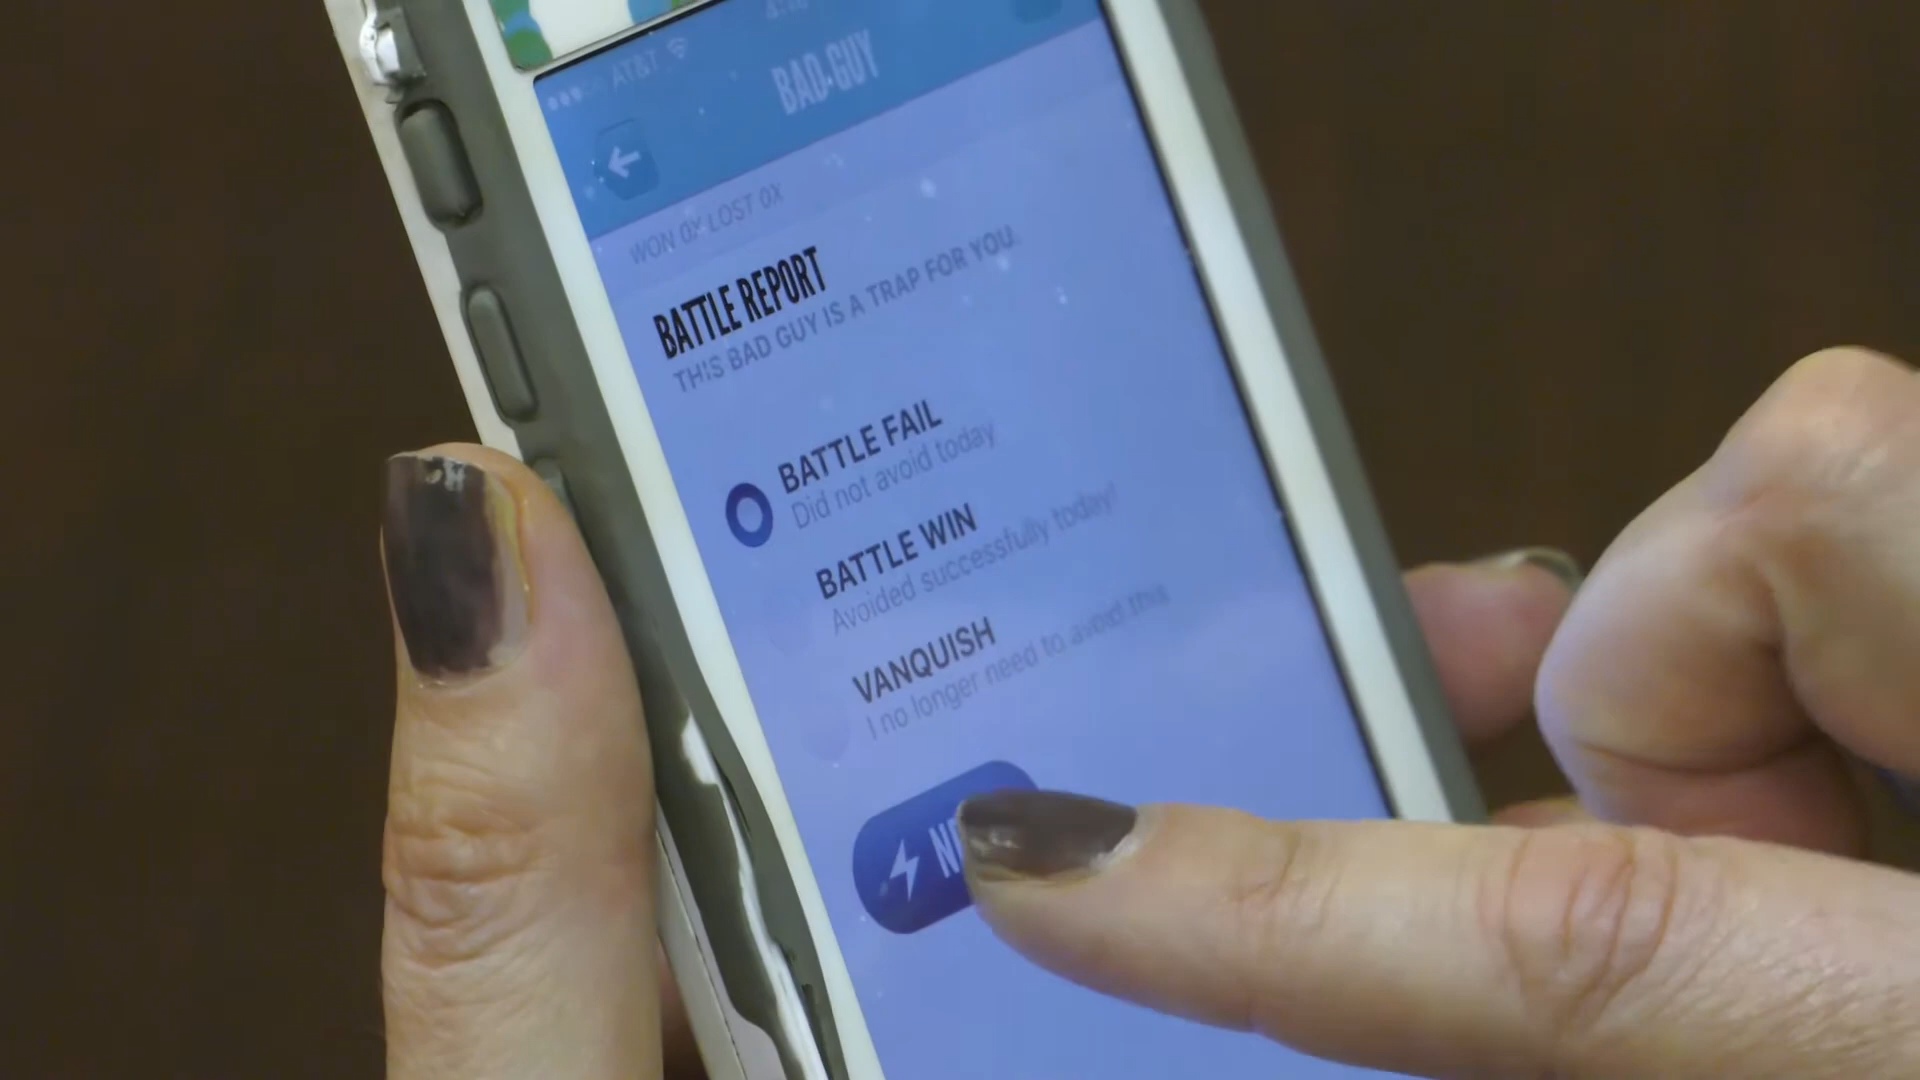 AT&T
BAD GUY
WON 0X LOST 0X
BATTLE REPORT
THIS BAD GUY IS A TRAP FOR YOU
BATTLE FAIL
Did not avoid today
BATTLE WIN
Avoided successfully today!
VANQUISH
I no longer need to avoid this